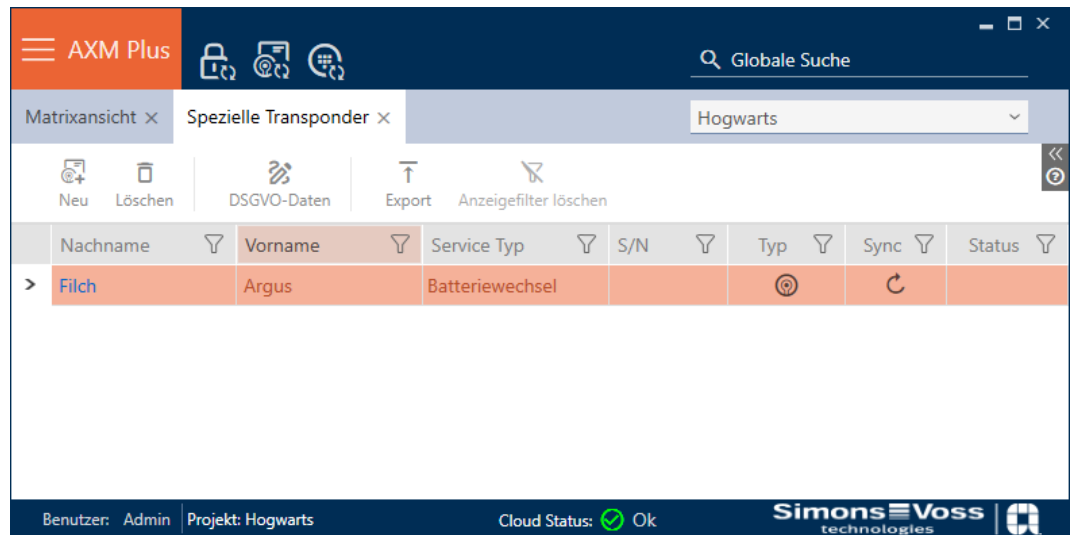 AXM Plus
Globale Suche
Matrixansicht
Spezielle Transponder
Hogwarts
Neu Löschen DSGVO-Daten Export Anzeigefilter löschen
Nachname Vorname Service Typ S/N Typ Sync Status
Filch Argus Batteriewechsel
Benutzer: Admin Projekt: Hogwarts Cloud Status: Ok SimonsVoss
technologies